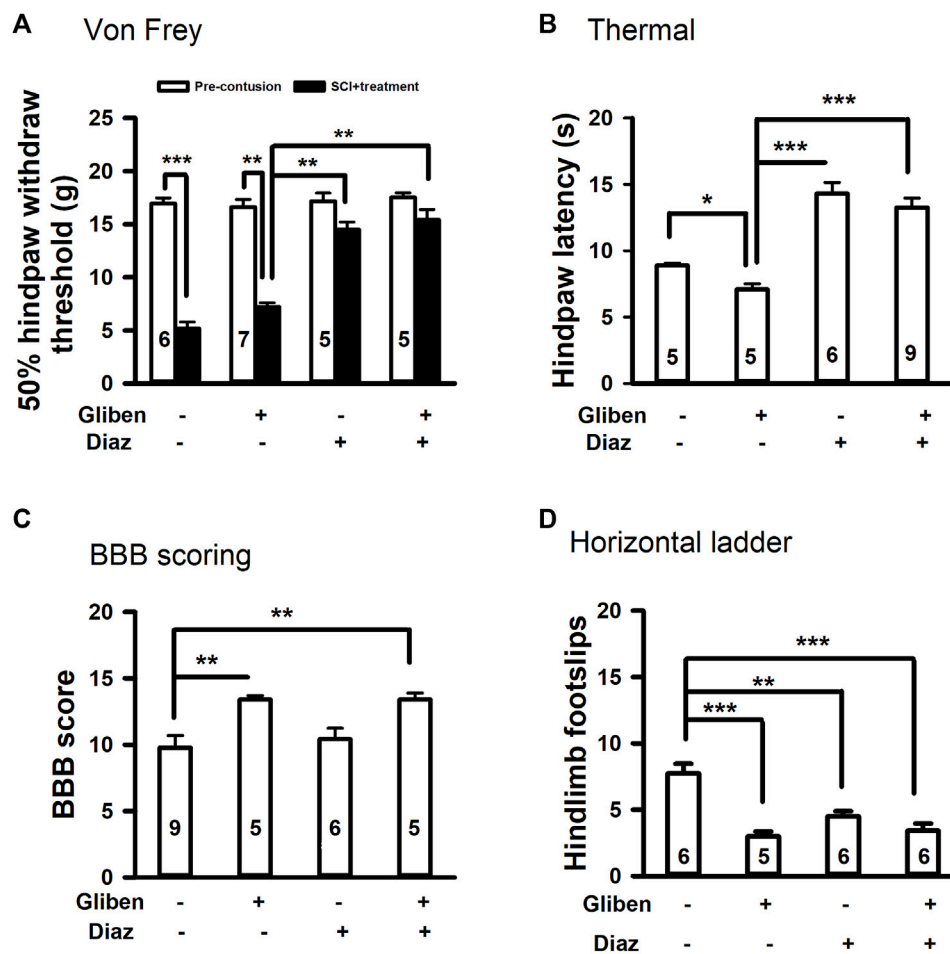 A Von Frey
Pre-contusion SCI+treatment
50% hindpaw withdraw
threshold (g)
25
20
15
10
5
0
*** ** ** **
6 7 5 5
Gliben - + - +
Diaz - - + +
B Thermal
Hindpaw latency (s)
20
15
10
5
0
* *** ***
5 5 6 9
- + - +
- - + +
C BBB scoring
BBB score
20
15
10
5
0
** **
9 5 6 5
Gliben - + - +
Diaz - - + +
D Horizontal ladder
Hindlimb footslips
20
15
10
5
0
*** ** ***
6 5 6 6
Gliben - + - +
Diaz - - + +